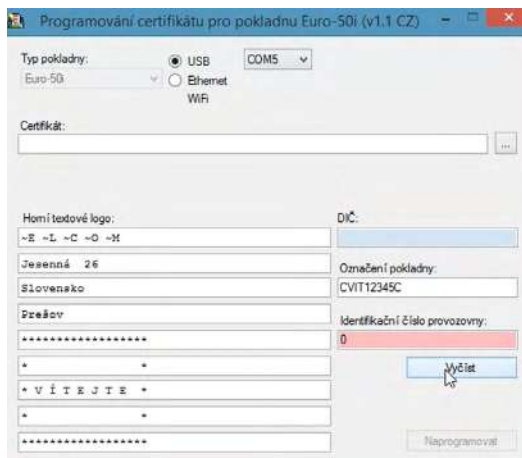 Programování certifikátu pro pokladnu Euro-50i (v1.1 CZ)
Typ pokladny:
Euro-50i
USB
COM5
Ethernet
WiFi
Certifikát:
...
Horní textové logo:
~E ~L ~C ~O ~M
Jesenná 26
Slovensko
Prešov
******************
* *
* V Í T E J T E *
* *
******************
DIČ:
Označení pokladny:
CVIT12345C
Identifikační číslo provozovny:
0
Vyčíst
Naprogramovat